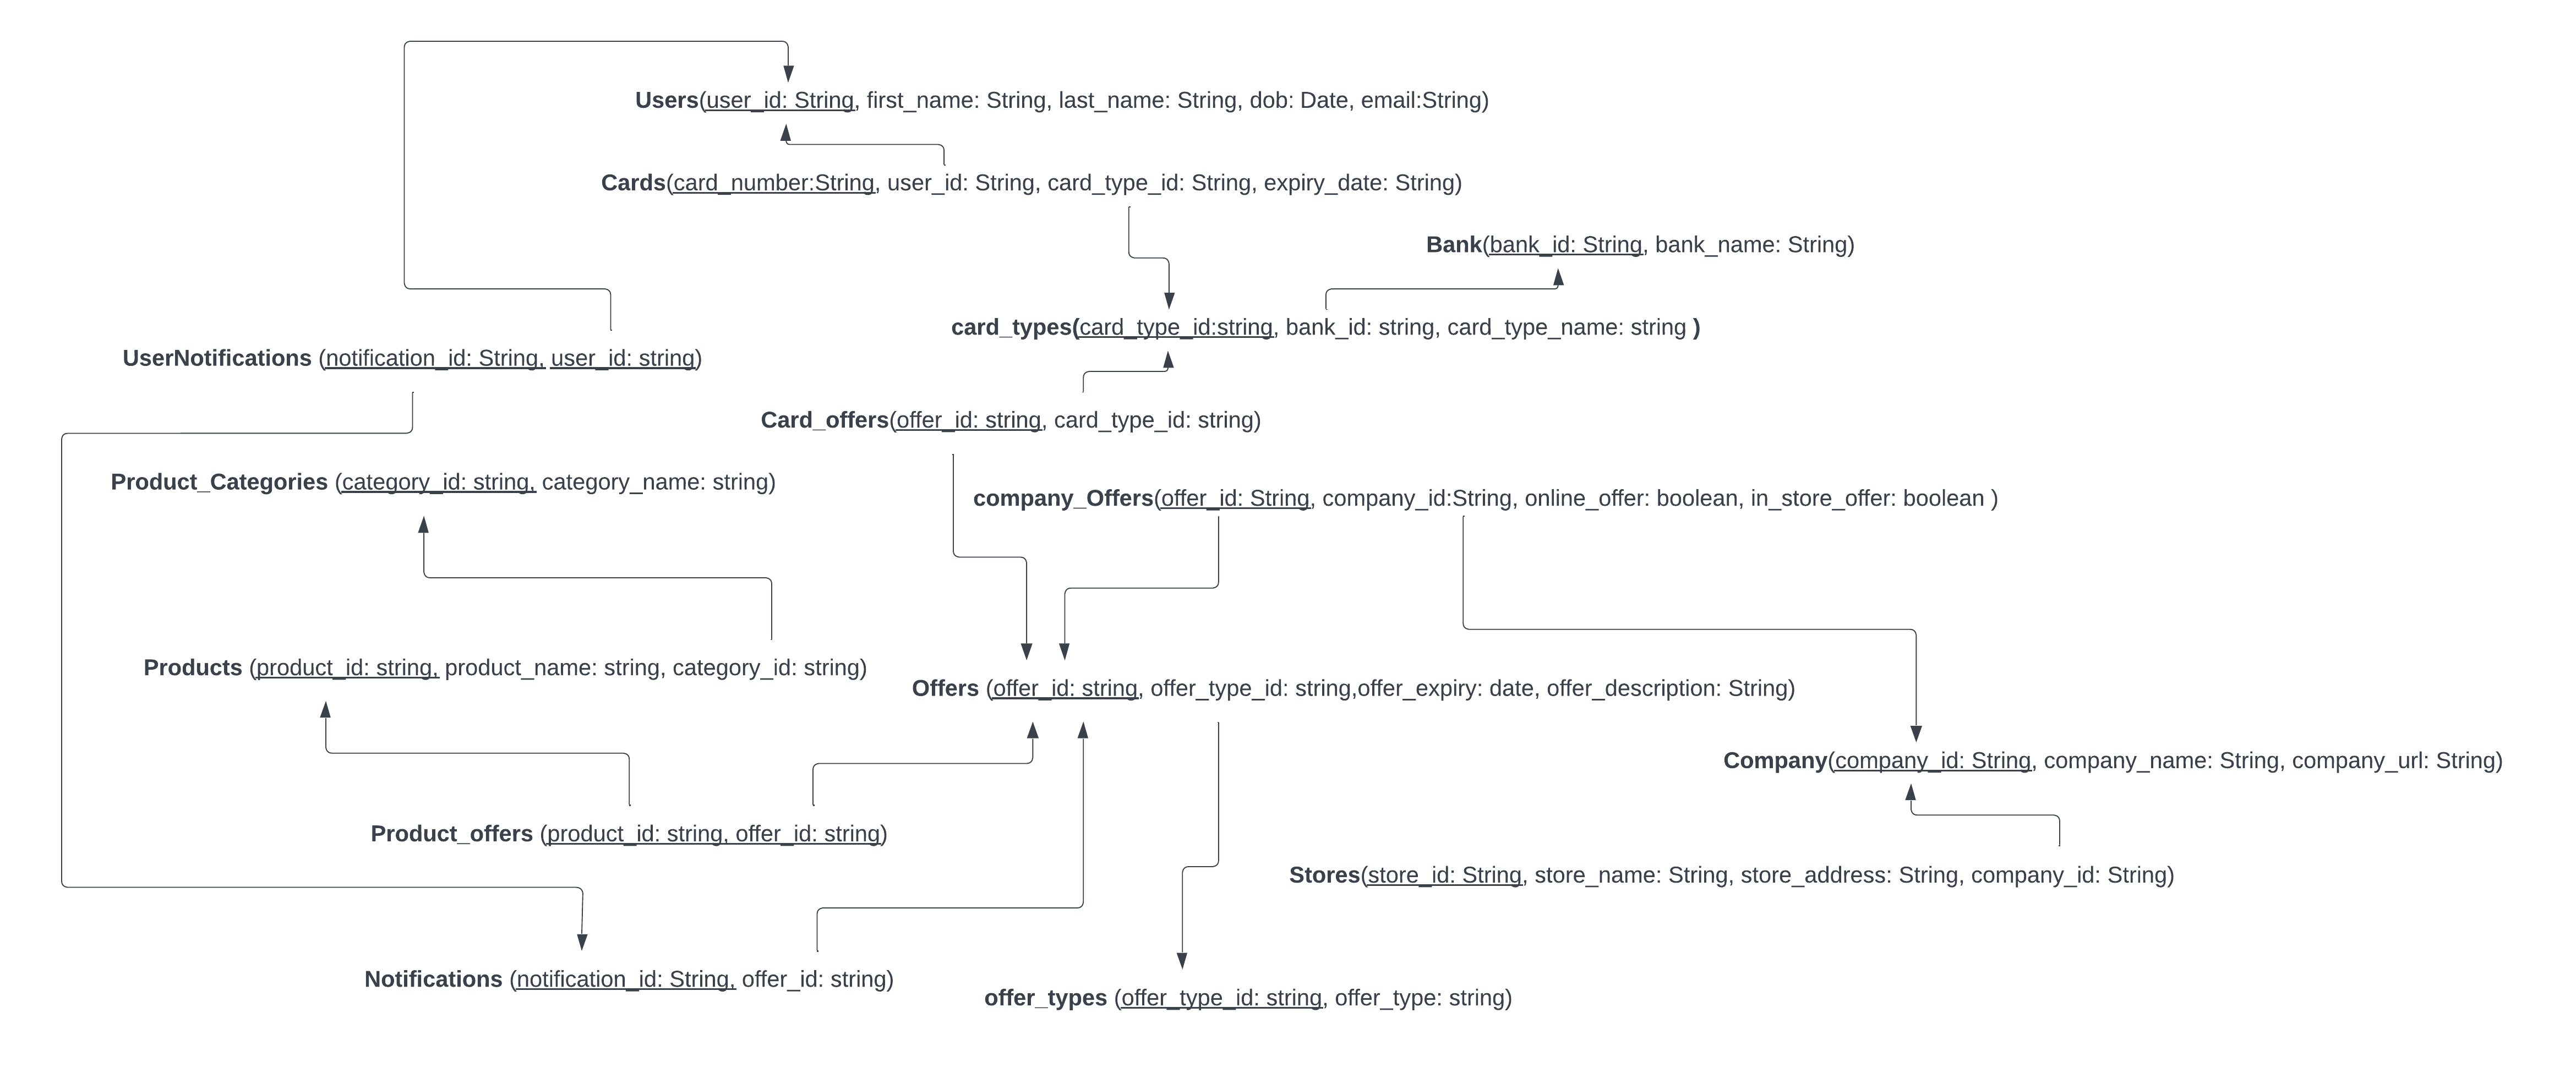 Users(user_id: String, first_name: String, last_name: String, dob: Date, email:String)
Cards(card_number:String, user_id: String, card_type_id: String, expiry_date: String)
Bank(bank_id: String, bank_name: String)
card_types(card_type_id:string, bank_id: string, card_type_name: string )
UserNotifications (notification_id: String, user_id: string)
Card_offers(offer_id: string, card_type_id: string)
Product_Categories (category_id: string, category_name: string)
company_Offers(offer_id: String, company_id:String, online_offer: boolean, in_store_offer: boolean )
Products (product_id: string, product_name: string, category_id: string)
Offers (offer_id: string, offer_type_id: string,offer_expiry: date, offer_description: String)
Company(company_id: String, company_name: String, company_url: String)
Product_offers (product_id: string, offer_id: string)
Stores(store_id: String, store_name: String, store_address: String, company_id: String)
Notifications (notification_id: String, offer_id: string)
offer_types (offer_type_id: string, offer_type: string)